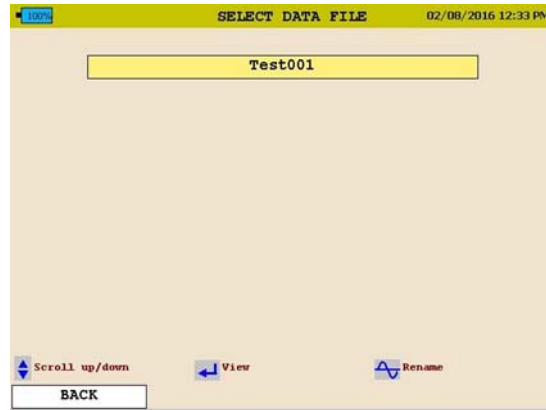 100% SELECT DATA FILE 02/08/2016 12:33 PM
Test001
Scroll up/down View Rename
BACK